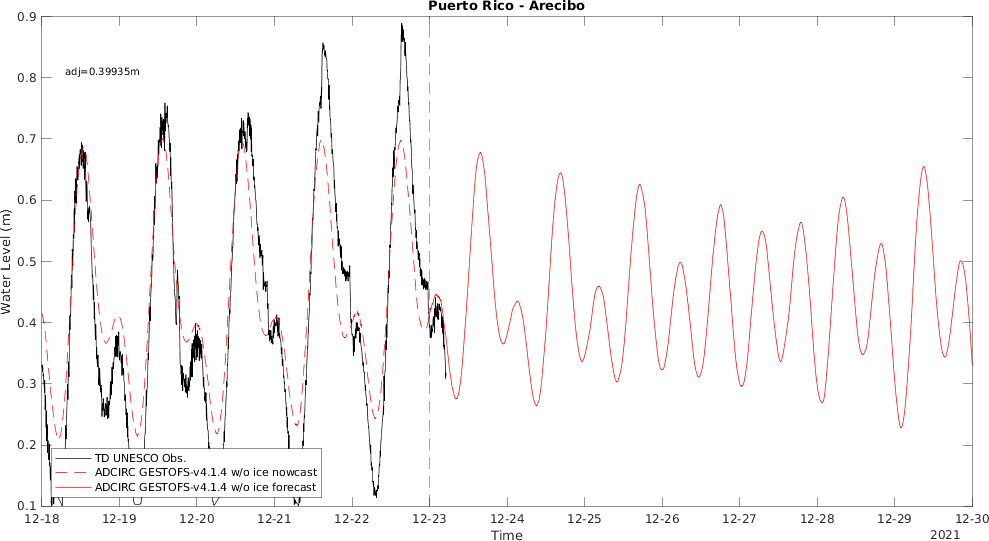 Puerto Rico - Arecibo
adj=0.39935m
Water Level (m)
0.9
0.8
0.7
0.6
0.5
0.4
0.3
0.2
0.1
TD UNESCO Obs.
ADCIRC GESTOFS-v4.1.4 w/o ice nowcast
ADCIRC GESTOFS-v4.1.4 w/o ice forecast
12-18 12-19 12-20 12-21 12-22 12-23 12-24 12-25 12-26 12-27 12-28 12-29 12-30
Time
2021